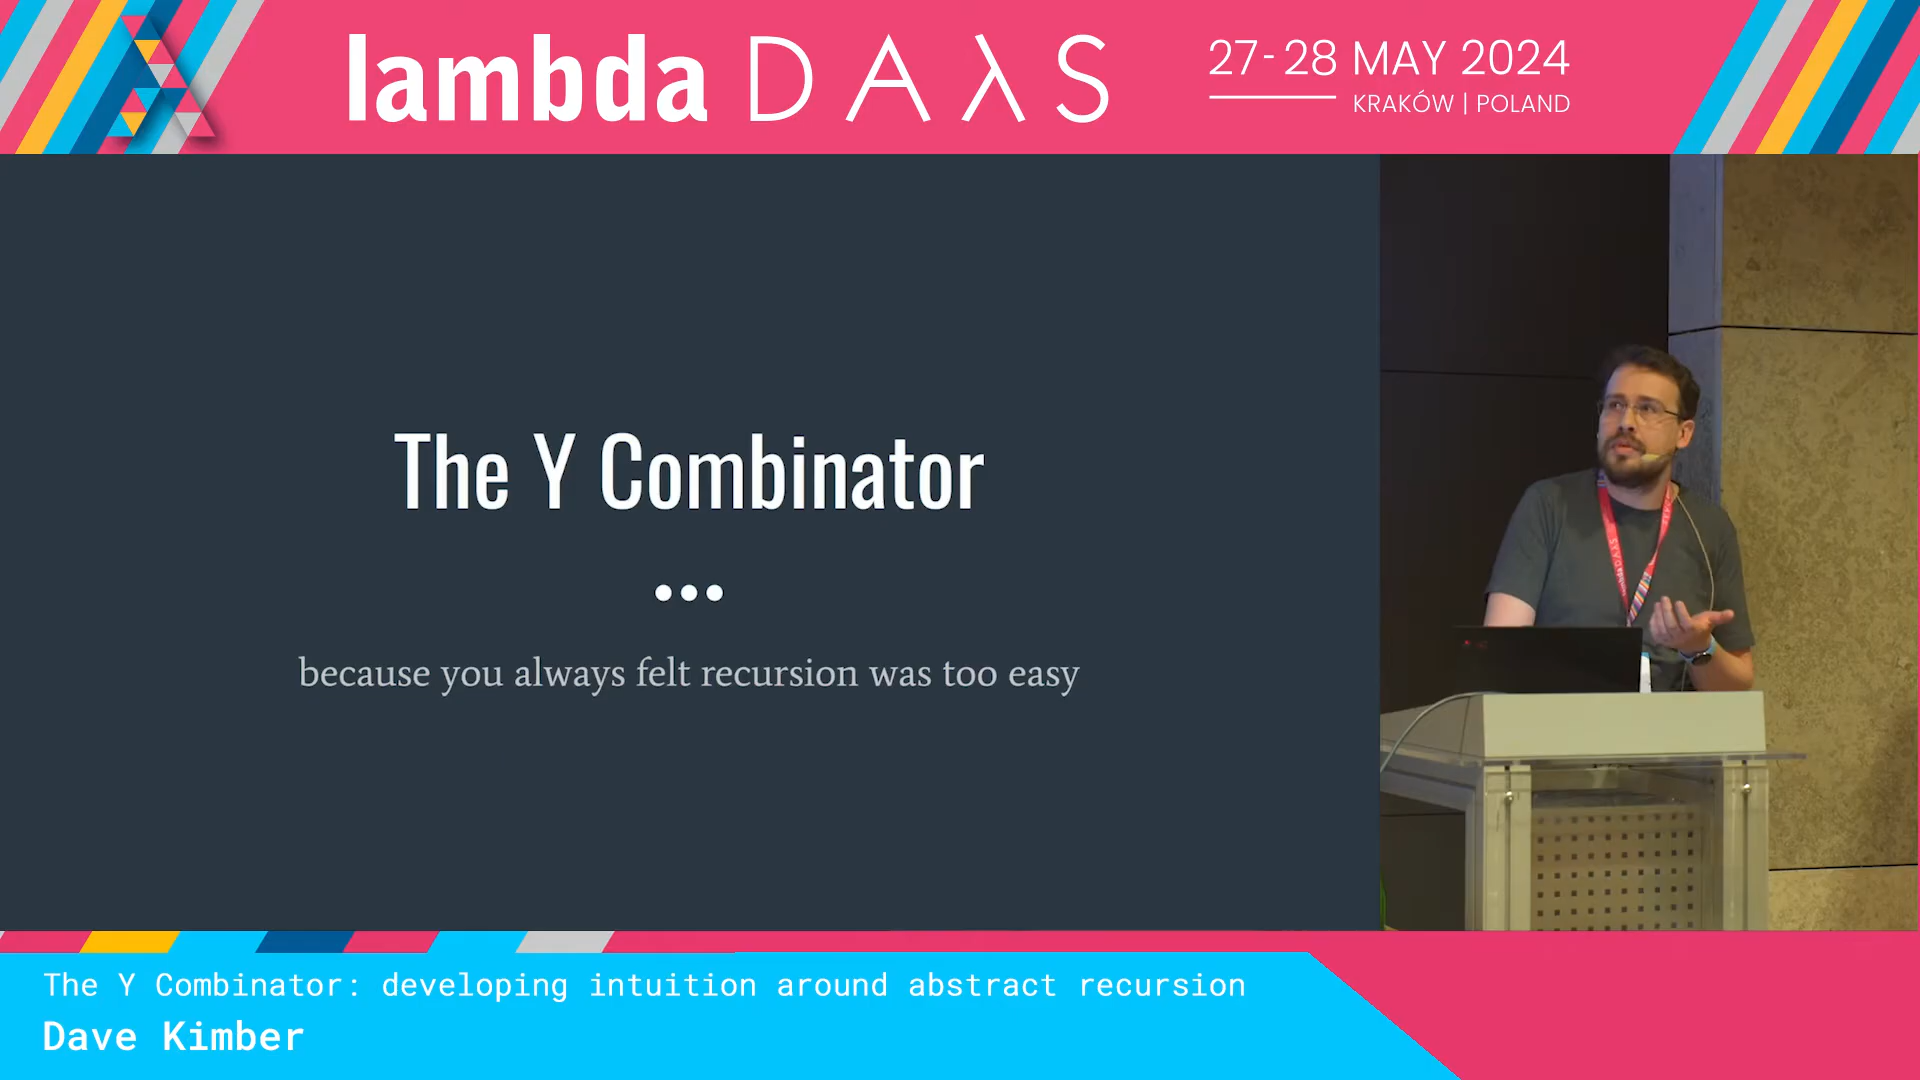 lambda DAλS
27-28 MAY 2024
KRAKÓW | POLAND
The Y Combinator
because you always felt recursion was too easy
The Y Combinator: developing intuition around abstract recursion
Dave Kimber